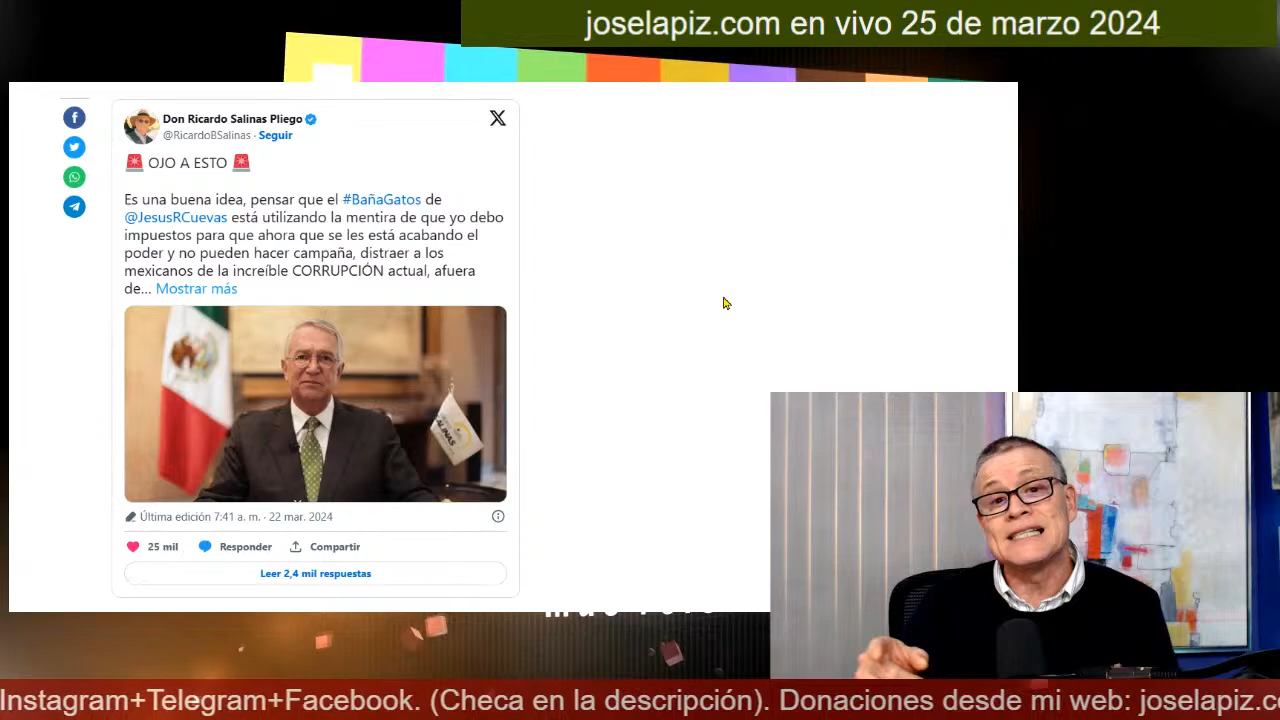 joselapiz.com en vivo 25 de marzo 2024
Don Ricardo Salinas Pliego
@RicardoBSalinas · Seguir
🚨 OJO A ESTO 🚨
Es una buena idea, pensar que el #BañaGatos de
@JesusRCuevas está utilizando la mentira de que yo debo
impuestos para que ahora que se les está acabando el
poder y no pueden hacer campaña, distraer a los
mexicanos de la increíble CORRUPCIÓN actual, afuera
de... Mostrar más
Última edición 7:41 a. m. · 22 mar. 2024
25 mil Responder Compartir
Leer 2,4 mil respuestas
Instagram+Telegram+Facebook. (Checa en la descripción). Donaciones desde mi web: joselapiz.c